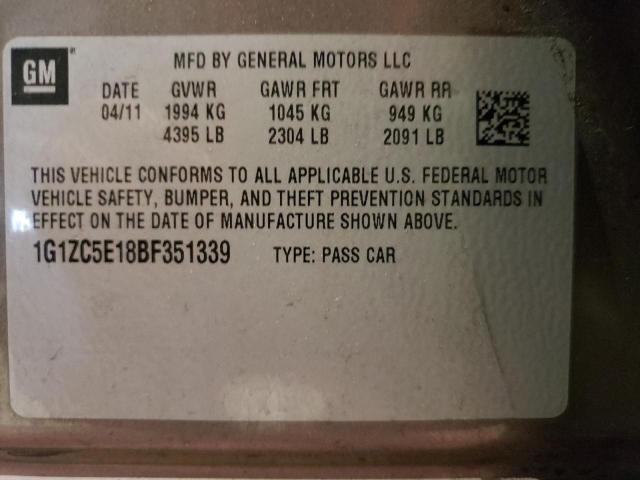 GM
MFD BY GENERAL MOTORS LLC
DATE GVWR GAWR FRT GAWR RR
04/11 1994 KG 1045 KG 949 KG
4395 LB 2304 LB 2091 LB
THIS VEHICLE CONFORMS TO ALL APPLICABLE U.S. FEDERAL MOTOR
VEHICLE SAFETY, BUMPER, AND THEFT PREVENTION STANDARDS IN
EFFECT ON THE DATE OF MANUFACTURE SHOWN ABOVE.
1G1ZC5E18BF351339 TYPE: PASS CAR